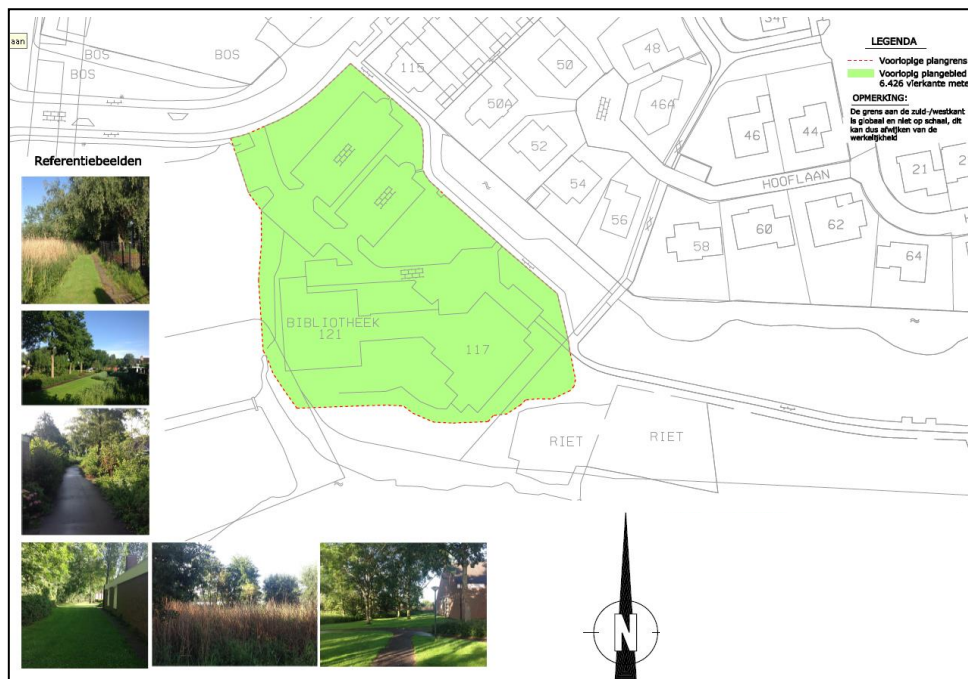 aan
BOS
BOS
BOS
115
50
48
34
50A
46A
52
46
44
54
56
HOOFLAAN
21
2
58
60
62
64
LEGENDA
Voorlopige plangrens
Voorlopig plangebied
6.426 vierkante mete
OPMERKING:
De grens aan de zuid-/westkant
is globaal en niet op schaal, dit
kan dus afwijken van de
werkelijkheid
Referentiebeelden
BIBLIOTHEEK
121
117
RIET
RIET
N